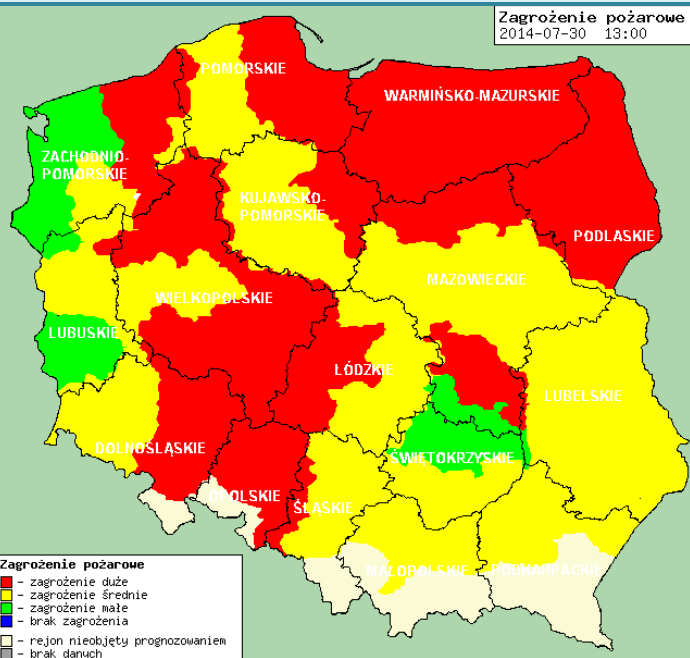 Zagrożenie pożarowe
2014-07-30 13:00
POMORSKIE
WARMIŃSKO-MAZURSKIE
ZACHODNIO-
POMORSKIE
KUJAWSKO-
POMORSKIE
PODLASKIE
MAZOWIECKIE
WIELKOPOLSKIE
LUBUSKIE
ŁÓDZKIE
LUBELSKIE
DOLNOŚLĄSKIE
ŚWIĘTOKRZYSKIE
OPOLSKIE
ŚLĄSKIE
MAŁOPOLSKIE
PODKARPACKIE
Zagrożenie pożarowe
- zagrożenie duże
- zagrożenie średnie
- zagrożenie małe
- brak zagrożenia
- rejon nieobjęty prognozowaniem
- brak danych